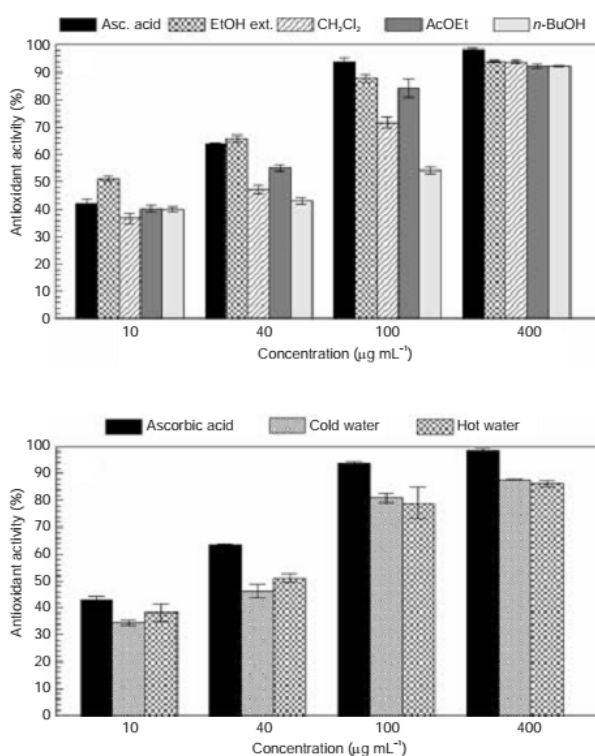 Asc. acid EtOH ext. CH₂Cl₂ AcOEt n-BuOH
100
90
80
70
60
50
40
30
20
10
0
Antioxidant activity (%)
10 40 100 400
Concentration (μg mL⁻¹)
Ascorbic acid Cold water Hot water
100
90
80
70
60
50
40
30
20
10
0
Antioxidant activity (%)
10 40 100 400
Concentration (μg mL⁻¹)